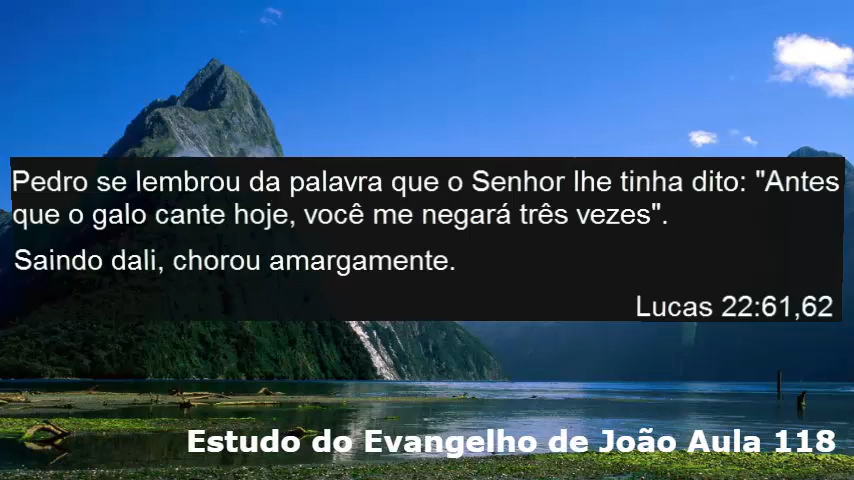 Pedro se lembrou da palavra que o Senhor lhe tinha dito: "Antes
que o galo cante hoje, você me negará três vezes".
Saindo dali, chorou amargamente.
Lucas 22:61,62
Estudo do Evangelho de João Aula 118